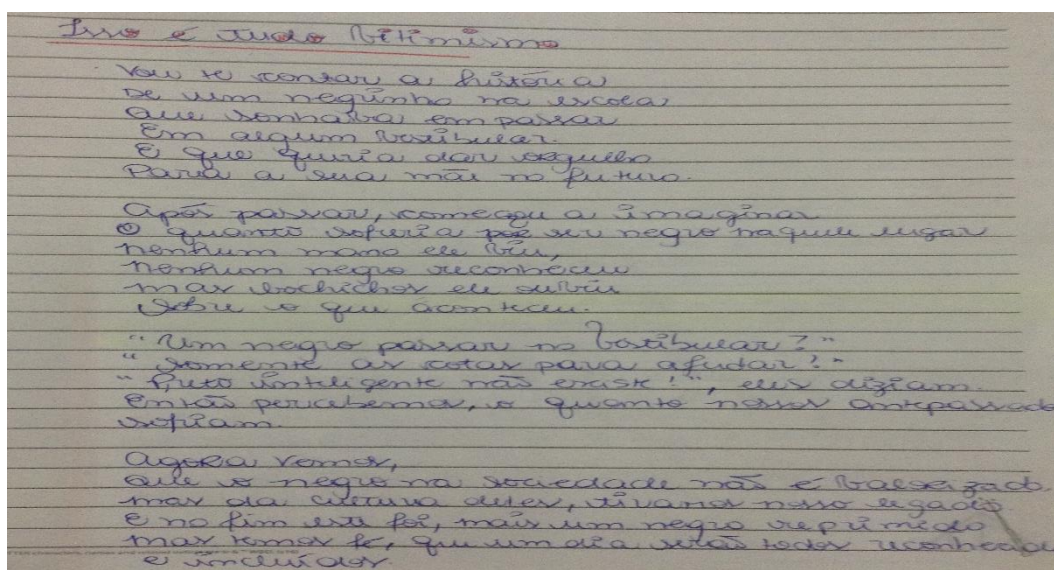 Isso é tudo Vitimismo
Vou te contar a história
De um neguinho na escola
Que sonhava em passar
Em algum Vestibular.
E que queria dar orgulho
Para a sua mãe no futuro.
Após passar, começou a imaginar
O quanto sofreria por ser negro naquele lugar
nenhum mano ele viu,
nenhum negro reconheceu
mas cochichos ele ouviu
Sobre o que aconteceu.
"Um negro passar no Vestibular?"
"Somente as cotas para ajudar!"
"Preto inteligente não existe!", eles diziam.
Então percebemos, o quanto nossos antepassado
sofriam.
Agora vemos,
que o negro na sociedade não é valorizado
mas da cultura deles, tivamos nosso legado
E no fim este foi, mais um negro reprimido
mas temos fé, que um dia serão todos reconhecid
e incluídos.